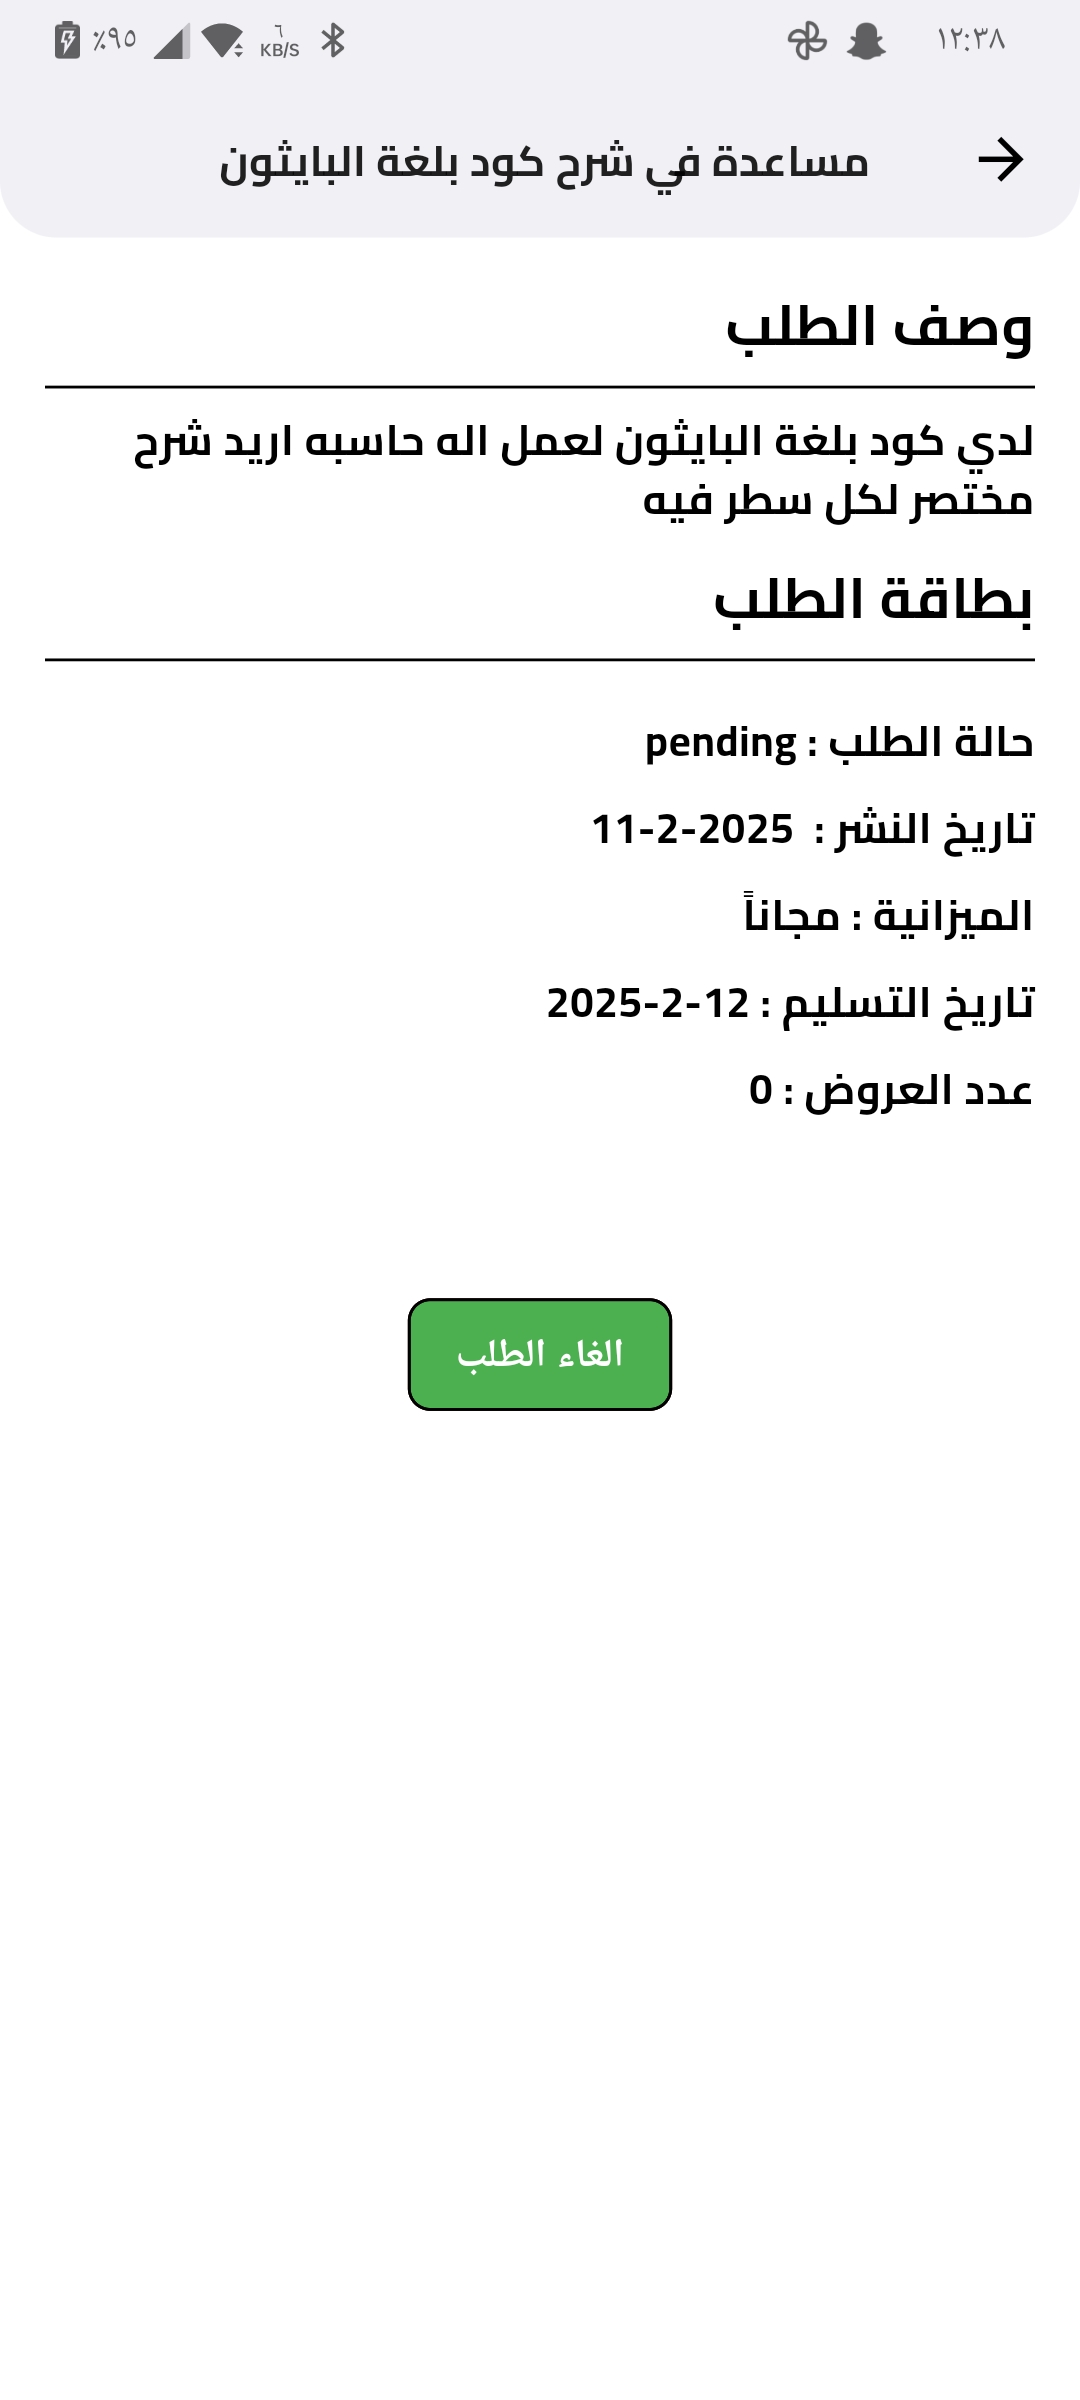 ١٢:٣٨
٦ KB/S
٪٩٥
مساعدة في شرح كود بلغة البايثون
وصف الطلب
لدي كود بلغة البايثون لعمل اله حاسبه اريد شرح
مختصر لكل سطر فيه
بطاقة الطلب
حالة الطلب : pending
تاريخ النشر : 11-2-2025
الميزانية : مجاناً
تاريخ التسليم : 12-2-2025
عدد العروض : 0
الغاء الطلب